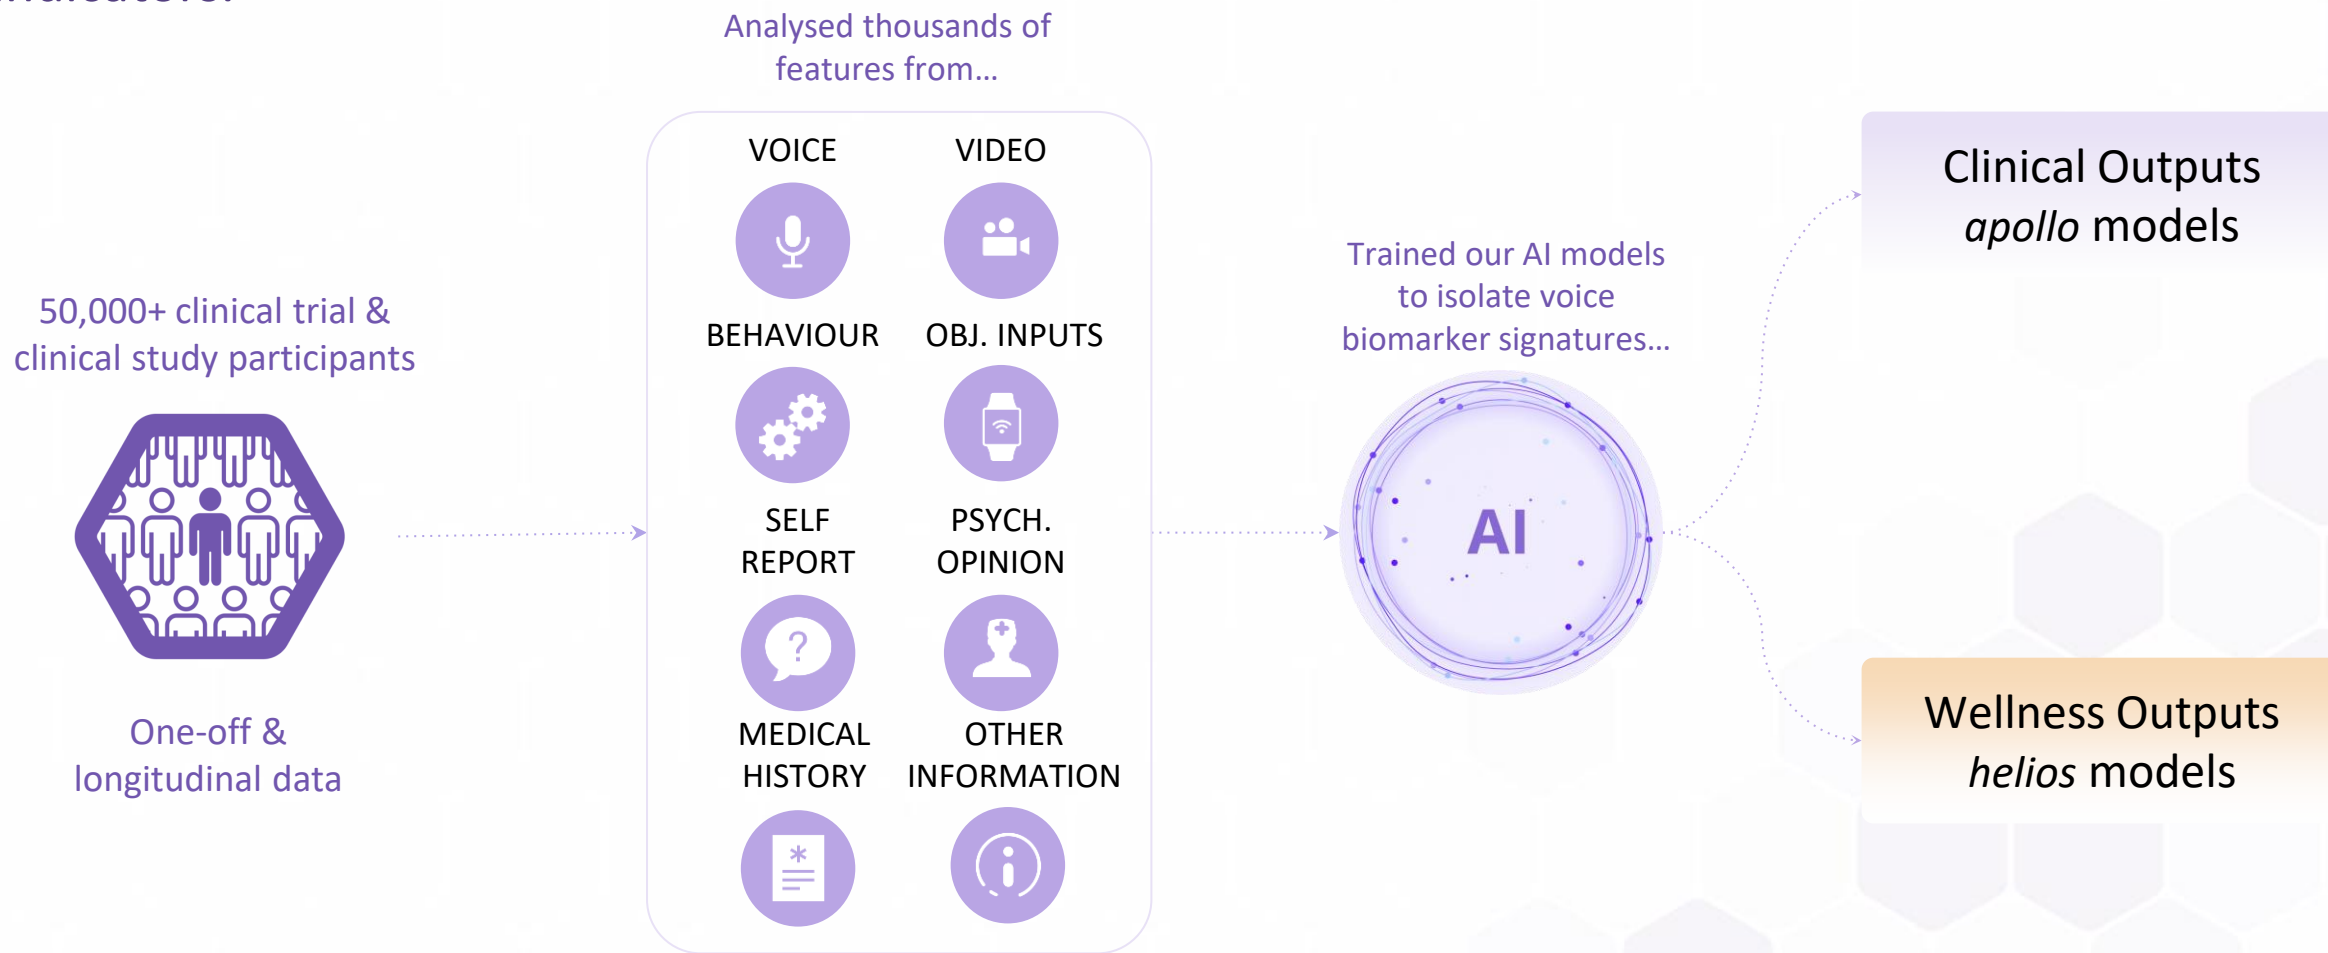 Analysed thousands of
features from...
50,000+ clinical trial &
clinical study participants
One-off &
longitudinal data
VOICE
VIDEO
BEHAVIOUR
OBJ. INPUTS
SELF
REPORT
PSYCH.
OPINION
?
MEDICAL
HISTORY
OTHER
INFORMATION
Trained our AI models
to isolate voice
biomarker signatures...
AI
Clinical Outputs
apollo models
Wellness Outputs
helios models